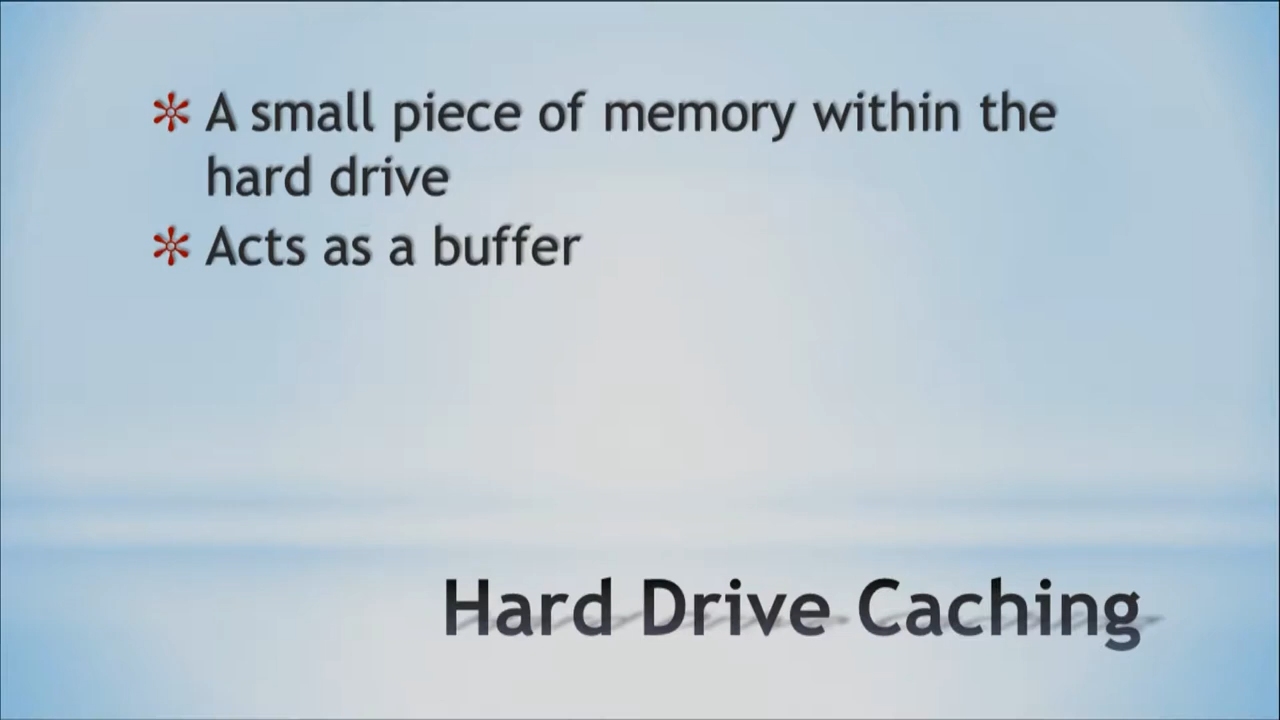 * A small piece of memory within the
hard drive
* Acts as a buffer
Hard Drive Caching